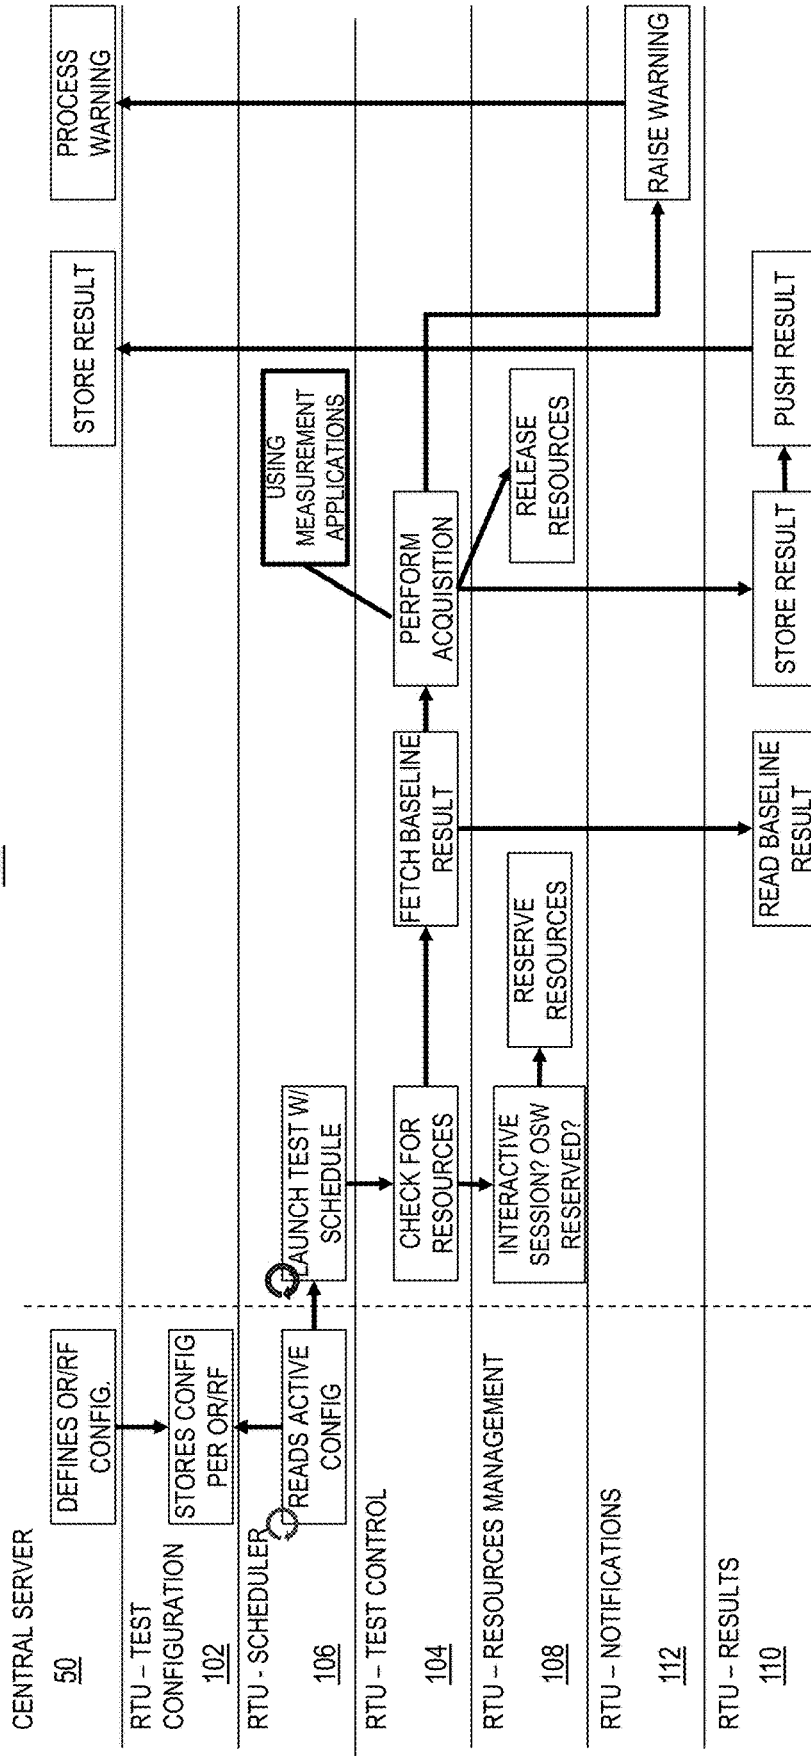 CENTRAL SERVER
50
DEFINES OR/RF
CONFIG.
STORE RESULT
PROCESS
WARNING
RTU – TEST
CONFIGURATION
102
STORES CONFIG
PER OR/RF
RTU - SCHEDULER
106
READS ACTIVE
CONFIG
LAUNCH TEST W/
SCHEDULE
USING
MEASUREMENT
APPLICATIONS
RTU – TEST CONTROL
104
CHECK FOR
RESOURCES
FETCH BASELINE
RESULT
PERFORM
ACQUISITION
RTU – RESOURCES MANAGEMENT
108
INTERACTIVE
SESSION? OSW
RESERVED?
RESERVE
RESOURCES
RELEASE
RESOURCES
RTU – NOTIFICATIONS
112
RAISE WARNING
RTU – RESULTS
110
READ BASELINE
RESULT
STORE RESULT
PUSH RESULT